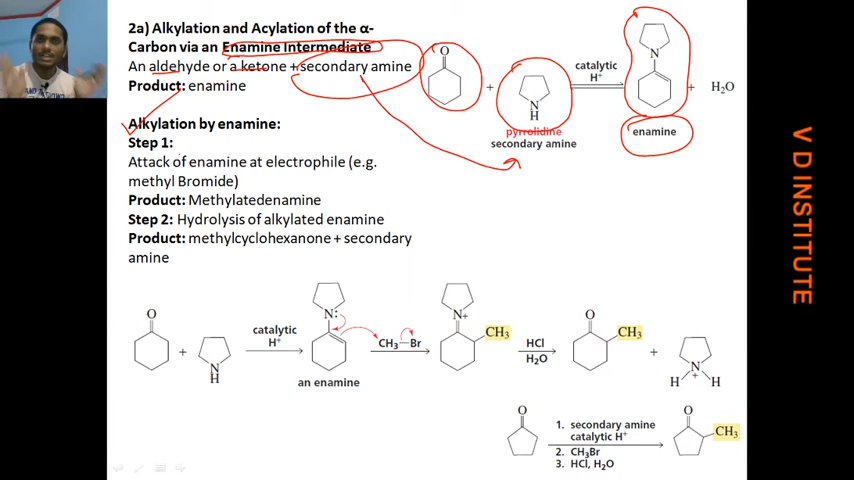 2a) Alkylation and Acylation of the α-
Carbon via an Enamine Intermediate
An aldehyde or a ketone + secondary amine
Product: enamine
O
+
N
H
pyrrolidine
secondary amine
catalytic
H+
N
enamine
+ H₂O
Alkylation by enamine:
Step 1:
Attack of enamine at electrophile (e.g.
methyl Bromide)
Product: Methylatedenamine
Step 2: Hydrolysis of alkylated enamine
Product: methylcyclohexanone + secondary
amine
O
+
N
H
catalytic
H+
N:
an enamine
CH₃—Br
N+
CH₃
HCl
H₂O
O
CH₃
+
N
+
H H
O
1. secondary amine
catalytic H+
2. CH₃Br
3. HCl, H₂O
O
CH₃
V D INSTITUTE